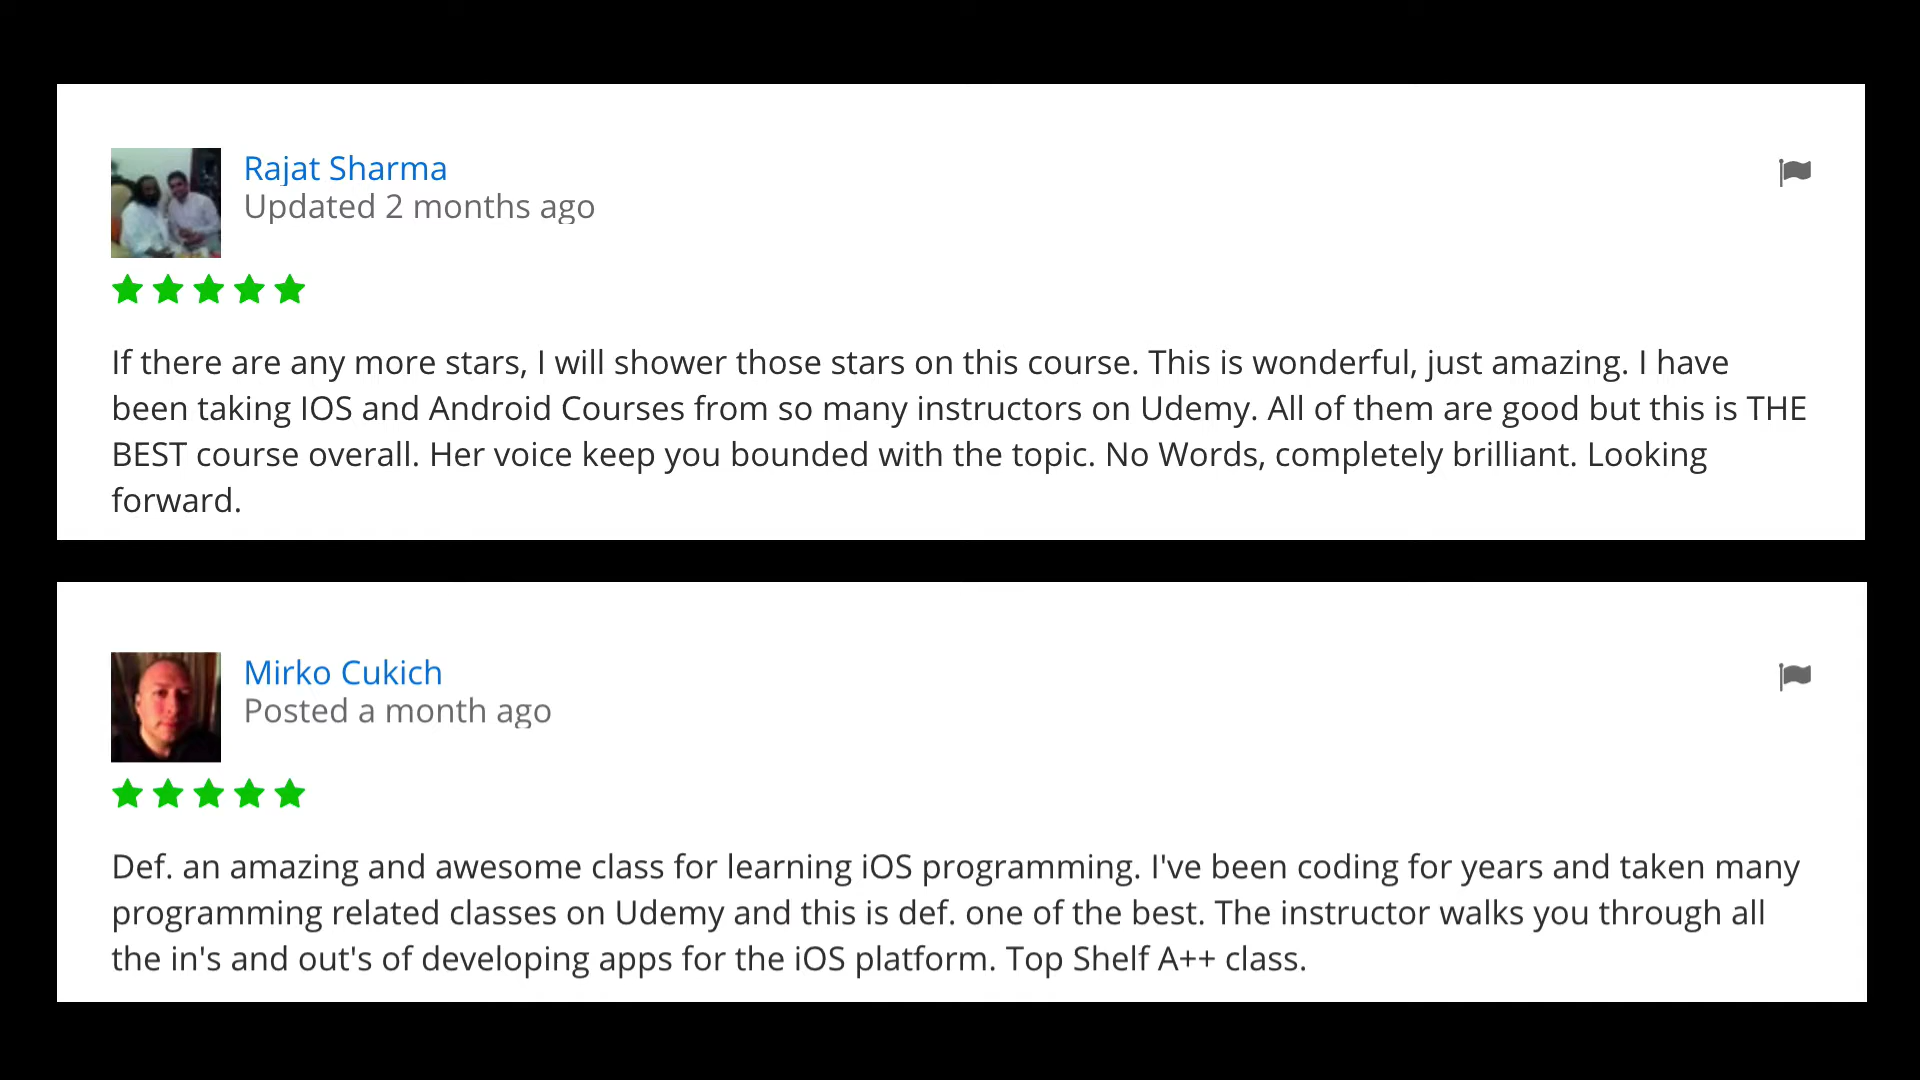 Rajat Sharma
Updated 2 months ago
If there are any more stars, I will shower those stars on this course. This is wonderful, just amazing. I have
been taking IOS and Android Courses from so many instructors on Udemy. All of them are good but this is THE
BEST course overall. Her voice keep you bounded with the topic. No Words, completely brilliant. Looking
forward.
Mirko Cukich
Posted a month ago
Def. an amazing and awesome class for learning iOS programming. I've been coding for years and taken many
programming related classes on Udemy and this is def. one of the best. The instructor walks you through all
the in's and out's of developing apps for the iOS platform. Top Shelf A++ class.